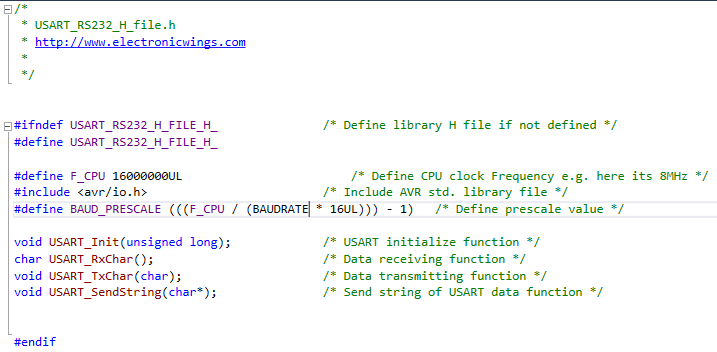 /*
 * USART_RS232_H_file.h
 * http://www.electronicwings.com
 *
 */
#ifndef USART_RS232_H_FILE_H_ /* Define library H file if not defined */
#define USART_RS232_H_FILE_H_
#define F_CPU 16000000UL /* Define CPU clock Frequency e.g. here its 8MHz */
#include <avr/io.h> /* Include AVR std. library file */
#define BAUD_PRESCALE (((F_CPU / (BAUDRATE * 16UL))) - 1) /* Define prescale value */
void USART_Init(unsigned long); /* USART initialize function */
char USART_RxChar(); /* Data receiving function */
void USART_TxChar(char); /* Data transmitting function */
void USART_SendString(char*); /* Send string of USART data function */
#endif